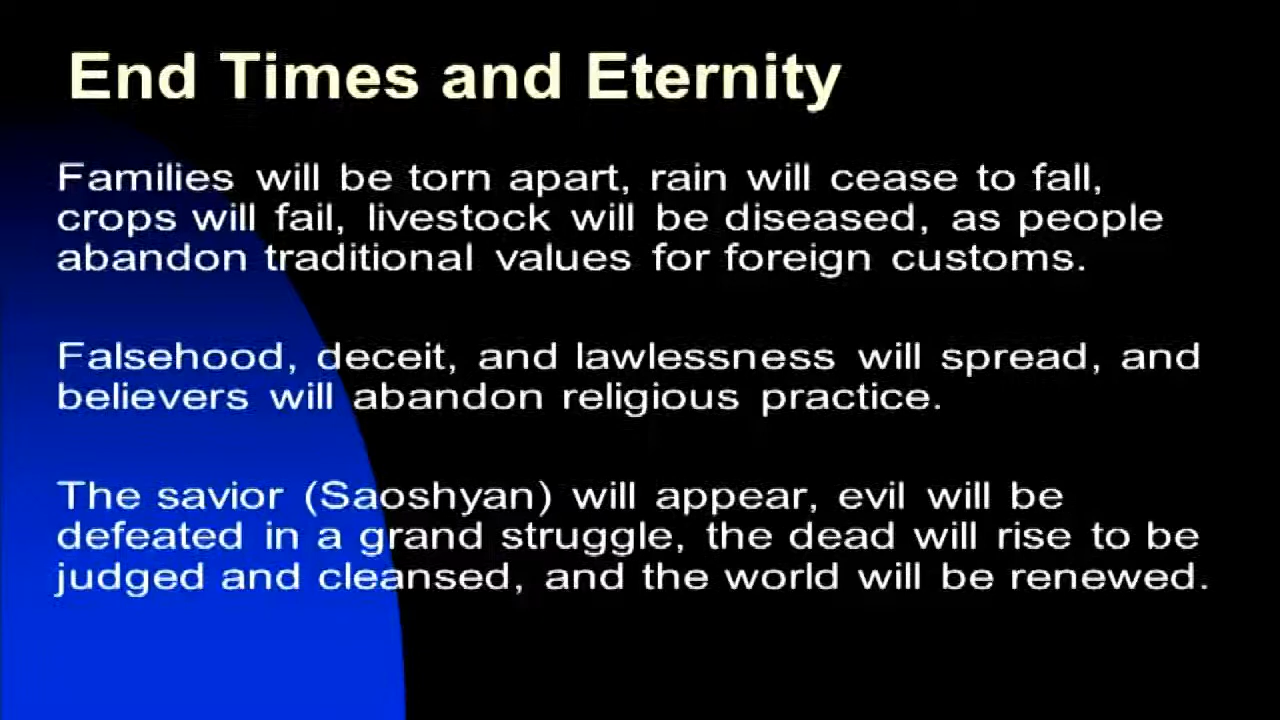 End Times and Eternity
Families will be torn apart, rain will cease to fall,
crops will fail, livestock will be diseased, as people
abandon traditional values for foreign customs.
Falsehood, deceit, and lawlessness will spread, and
believers will abandon religious practice.
The savior (Saoshyan) will appear, evil will be
defeated in a grand struggle, the dead will rise to be
judged and cleansed, and the world will be renewed.